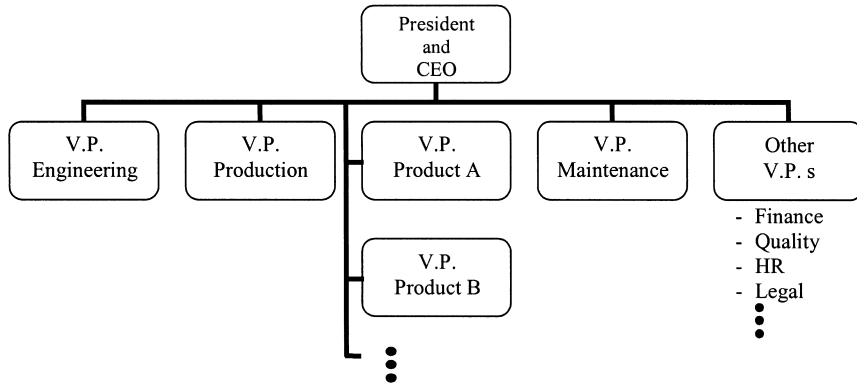 President
and
CEO
V.P.
Engineering
V.P.
Production
V.P.
Product A
V.P.
Maintenance
Other
V.P. s
- Finance
- Quality
- HR
- Legal
V.P.
Product B